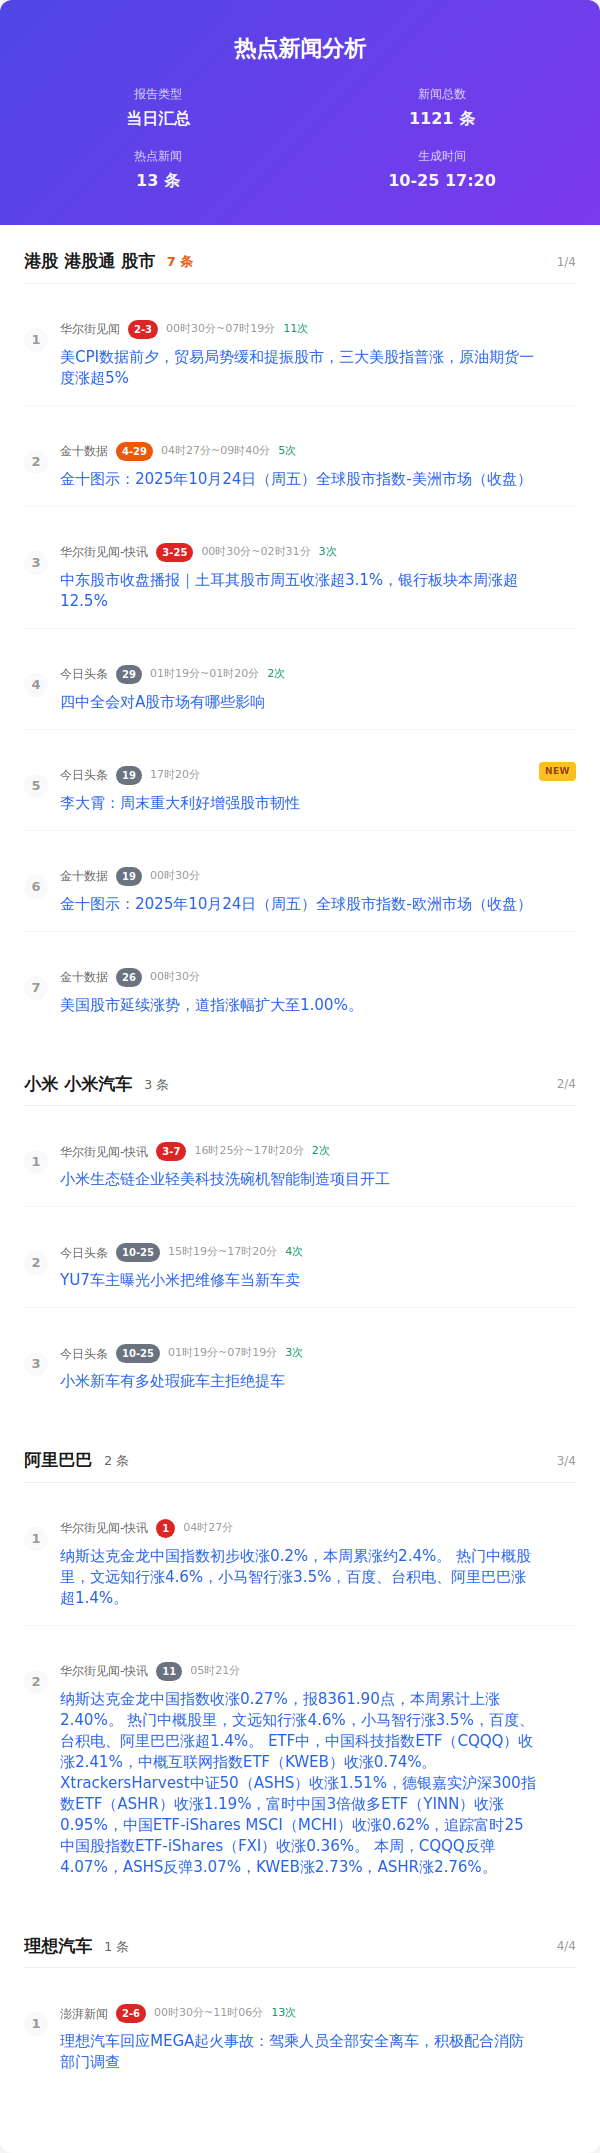 热点新闻分析
报告类型
新闻总数
当日汇总
1121 条
热点新闻
生成时间
13 条
10-25 17:20
港股 港股通 股市 7 条 1/4
1
华尔街见闻 2-3 00时30分~07时19分 11次
美CPI数据前夕，贸易局势缓和提振股市，三大美股指普涨，原油期货一
度涨超5%
2
金十数据 4-29 04时27分~09时40分 5次
金十图示：2025年10月24日（周五）全球股市指数-美洲市场（收盘）
3
华尔街见闻-快讯 3-25 00时30分~02时31分 3次
中东股市收盘播报｜土耳其股市周五收涨超3.1%，银行板块本周涨超
12.5%
4
今日头条 29 01时19分~01时20分 2次
四中全会对A股市场有哪些影响
5
今日头条 19 17时20分 NEW
李大霄：周末重大利好增强股市韧性
6
金十数据 19 00时30分
金十图示：2025年10月24日（周五）全球股市指数-欧洲市场（收盘）
7
金十数据 26 00时30分
美国股市延续涨势，道指涨幅扩大至1.00%。
小米 小米汽车 3 条 2/4
1
华尔街见闻-快讯 3-7 16时25分~17时20分 2次
小米生态链企业轻美科技洗碗机智能制造项目开工
2
今日头条 10-25 15时19分~17时20分 4次
YU7车主曝光小米把维修车当新车卖
3
今日头条 10-25 01时19分~07时19分 3次
小米新车有多处瑕疵车主拒绝提车
阿里巴巴 2 条 3/4
1
华尔街见闻-快讯 1 04时27分
纳斯达克金龙中国指数初步收涨0.2%，本周累涨约2.4%。 热门中概股
里，文远知行涨4.6%，小马智行涨3.5%，百度、台积电、阿里巴巴涨
超1.4%。
2
华尔街见闻-快讯 11 05时21分
纳斯达克金龙中国指数收涨0.27%，报8361.90点，本周累计上涨
2.40%。 热门中概股里，文远知行涨4.6%，小马智行涨3.5%，百度、
台积电、阿里巴巴涨超1.4%。 ETF中，中国科技指数ETF（CQQQ）收
涨2.41%，中概互联网指数ETF（KWEB）收涨0.74%。
XtrackersHarvest中证50（ASHS）收涨1.51%，德银嘉实沪深300指
数ETF（ASHR）收涨1.19%，富时中国3倍做多ETF（YINN）收涨
0.95%，中国ETF-iShares MSCI（MCHI）收涨0.62%，追踪富时25
中国股指数ETF-iShares（FXI）收涨0.36%。 本周，CQQQ反弹
4.07%，ASHS反弹3.07%，KWEB涨2.73%，ASHR涨2.76%。
理想汽车 1 条 4/4
1
澎湃新闻 2-6 00时30分~11时06分 13次
理想汽车回应MEGA起火事故：驾乘人员全部安全离车，积极配合消防
部门调查